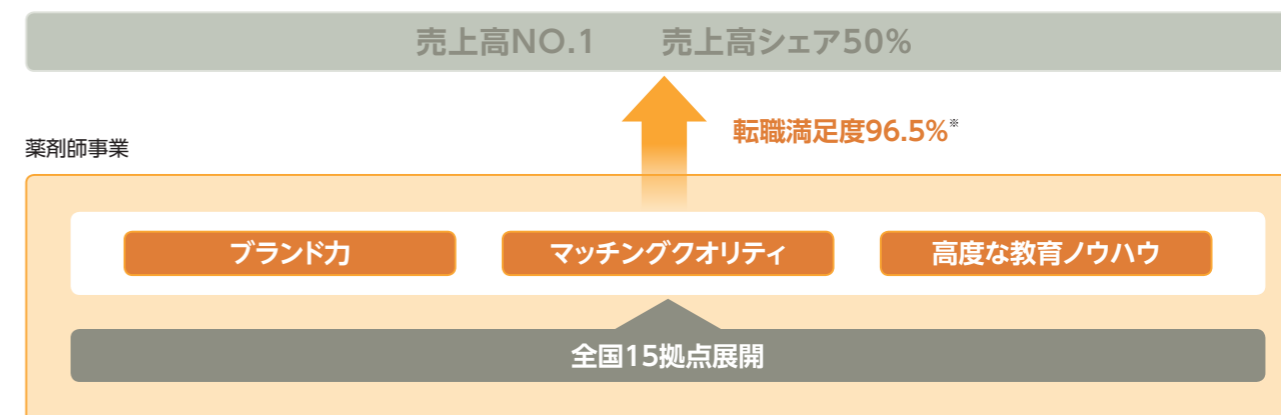 売上高NO.1 売上高シェア50%
転職満足度96.5%※
薬剤師事業
ブランド力 マッチングクオリティ 高度な教育ノウハウ
全国15拠点展開